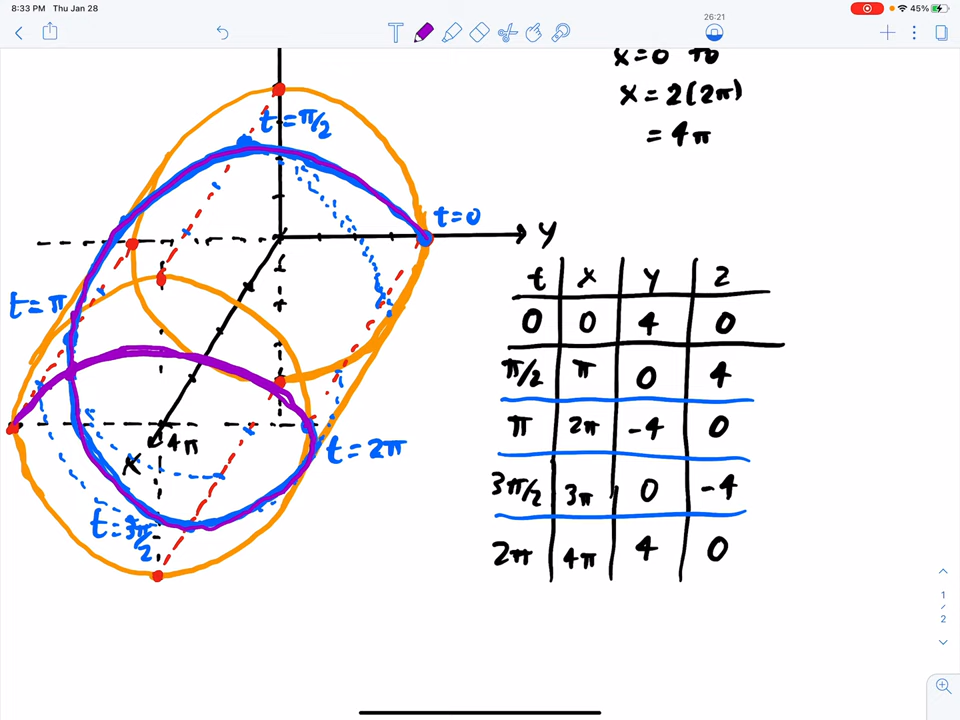 8:33 PM Thu Jan 28
45%
26:21
T
x = 0 to
x = 2(2π)
= 4π
t = π/2
t = 0
Y
t = π
4π
X
t = 2π
t = 3π/2
t X Y Z
0 0 4 0
π/2 π 0 4
π 2π -4 0
3π/2 3π 0 -4
2π 4π 4 0
1
/
2